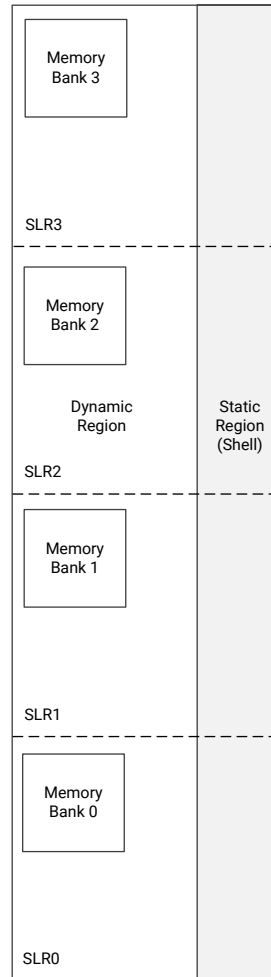 Memory
Bank 3
SLR3
Memory
Bank 2
Dynamic
Region
Static
Region
(Shell)
SLR2
Memory
Bank 1
SLR1
Memory
Bank 0
SLR0